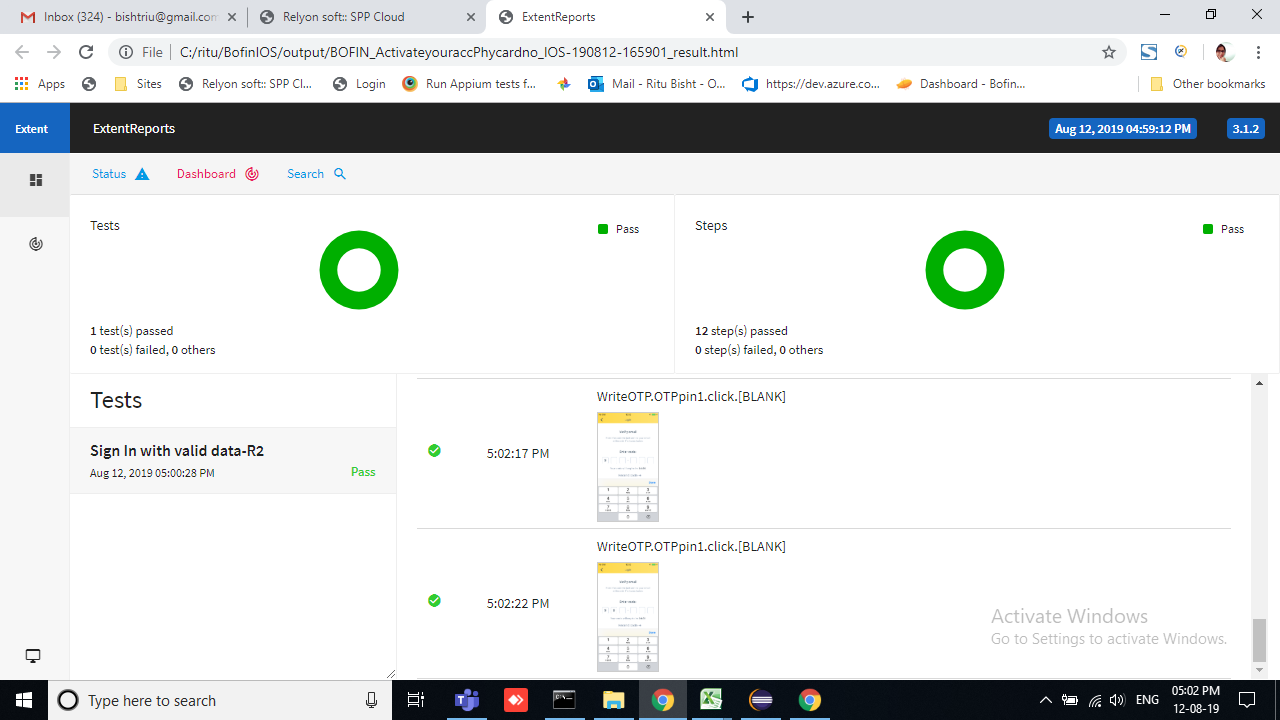 Inbox (324) - bishtriu@gmail.com
Relyon soft:: SPP Cloud
ExtentReports
File
C:/ritu/BofinIOS/output/BOFIN_ActivateyouraccPhycardno_IOS-190812-165901_result.html
Apps
Sites
Relyon soft:: SPP Cl...
Login
Run Appium tests f...
Mail - Ritu Bisht - O...
https://dev.azure.co...
Dashboard - Bofin...
Other bookmarks
Extent
ExtentReports
Aug 12, 2019 04:59:12 PM
3.1.2
Status
Dashboard
Search
Tests
Pass
1 test(s) passed
0 test(s) failed, 0 others
Steps
Pass
12 step(s) passed
0 step(s) failed, 0 others
Tests
Sign In with valid data-R2
Aug 12, 2019 05:00:28 PM
Pass
WriteOTP.OTPpin1.click.[BLANK]
5:02:17 PM
WriteOTP.OTPpin1.click.[BLANK]
5:02:22 PM
Activate Windows
Go to Settings to activate Windows.
Type here to search
ENG
05:02 PM
12-08-19